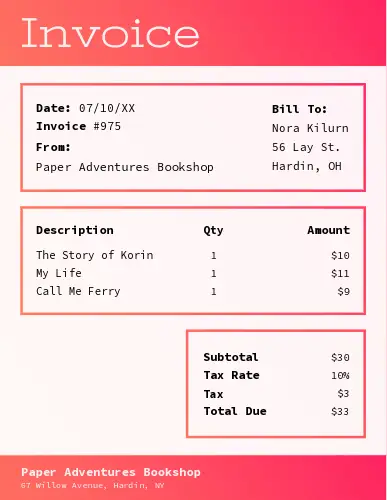 Invoice
Date: 07/10/XX
Invoice #975
From:
Paper Adventures Bookshop
Bill To:
Nora Kilurn
56 Lay St.
Hardin, OH
Description Qty Amount
The Story of Korin 1 $10
My Life 1 $11
Call Me Ferry 1 $9
Subtotal $30
Tax Rate 10%
Tax $3
Total Due $33
Paper Adventures Bookshop
67 Willow Avenue, Hardin, NY